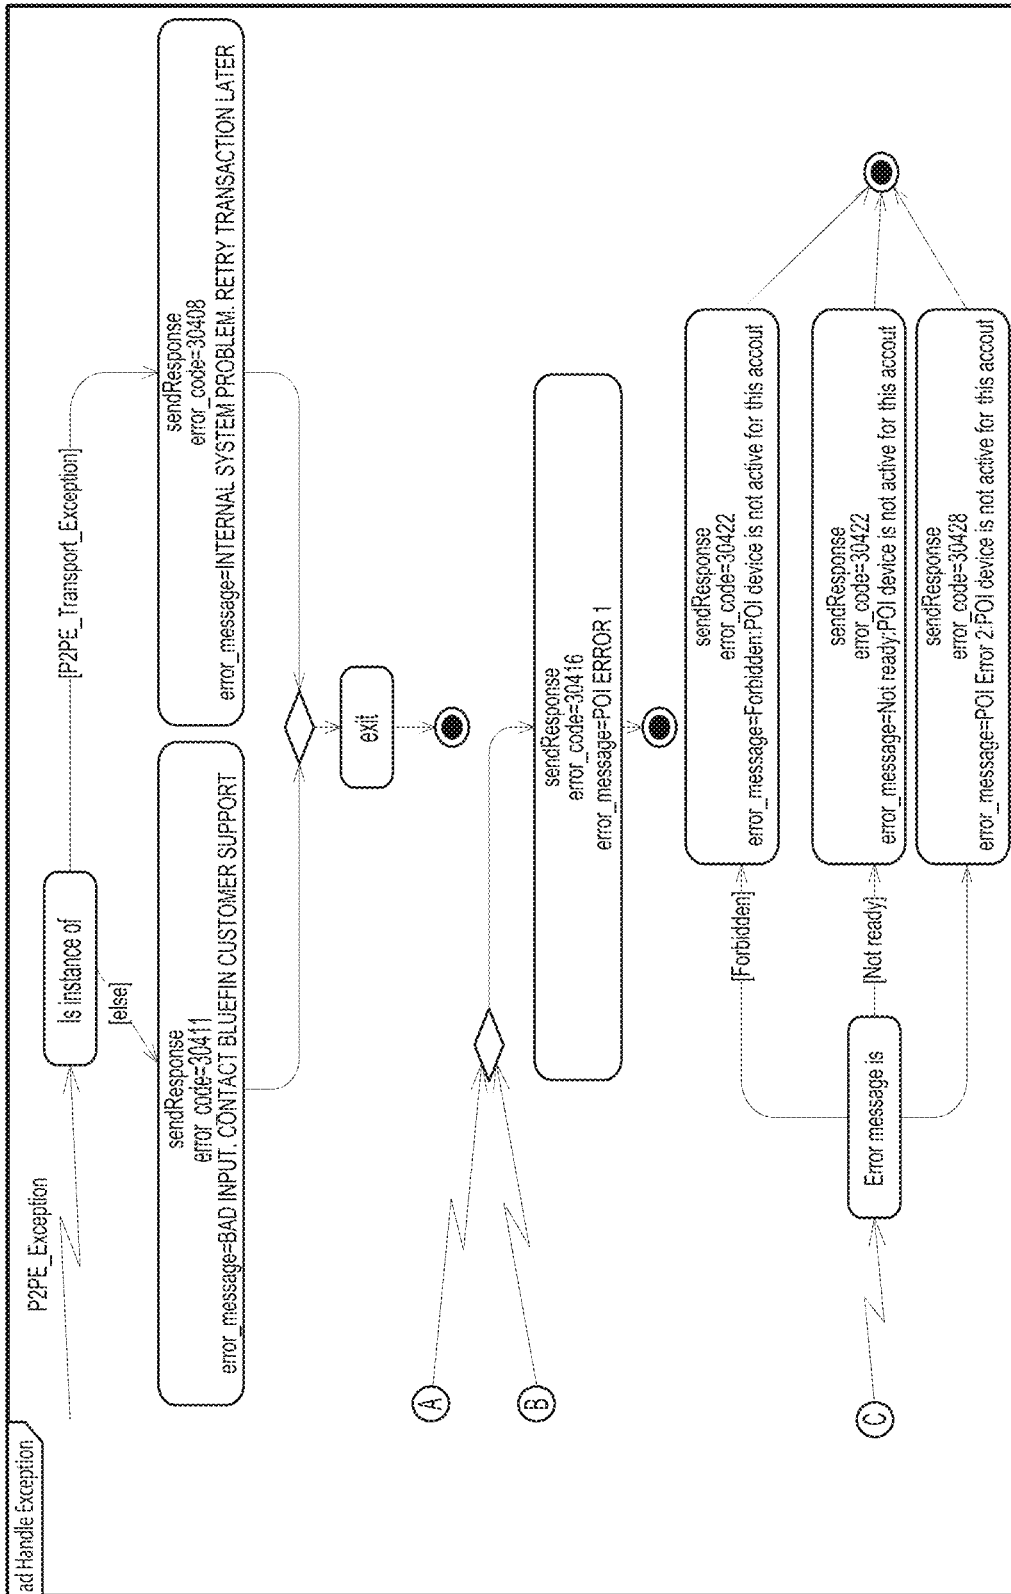 ad Handle Exception
P2PE_Exception
Is instance of
[P2PE_Transport_Exception]
[else]
sendResponse
error_code=30411
error_message=BAD INPUT. CONTACT BLUEFIN CUSTOMER SUPPORT
sendResponse
error_code=30408
error_message=INTERNAL SYSTEM PROBLEM. RETRY TRANSACTION LATER
exit
A
B
sendResponse
error_code=30416
error_message=POI ERROR 1
C
Error message is
[Forbidden]
[Not ready]
sendResponse
error_code=30422
error_message=Forbidden:POI device is not active for this accout
sendResponse
error_code=30422
error_message=Not ready:POI device is not active for this accout
sendResponse
error_code=30428
error_message=POI Error 2:POI device is not active for this accout